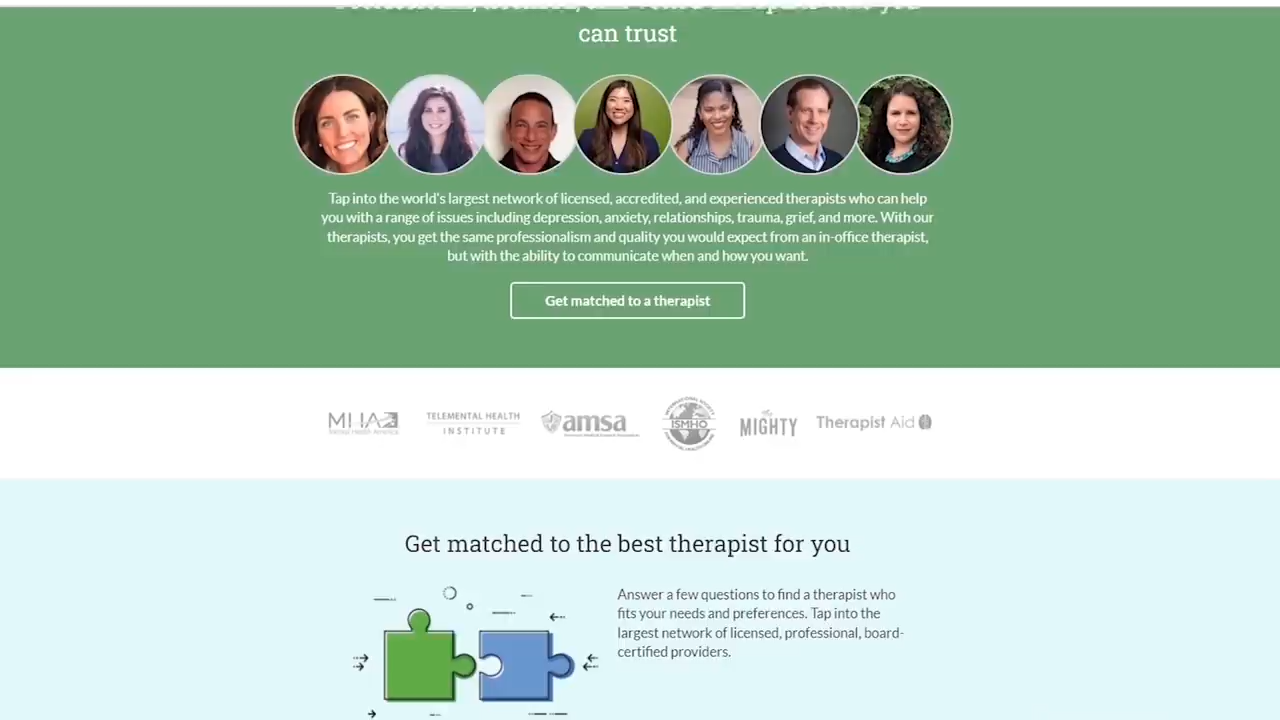 can trust
Tap into the world's largest network of licensed, accredited, and experienced therapists who can help
you with a range of issues including depression, anxiety, relationships, trauma, grief, and more. With our
therapists, you get the same professionalism and quality you would expect from an in-office therapist,
but with the ability to communicate when and how you want.
Get matched to a therapist
MHA
Mental Health America
TELEMENTAL HEALTH
INSTITUTE
amsa
ISMHO
the
MIGHTY
Therapist Aid
Get matched to the best therapist for you
Answer a few questions to find a therapist who
fits your needs and preferences. Tap into the
largest network of licensed, professional, board-
certified providers.